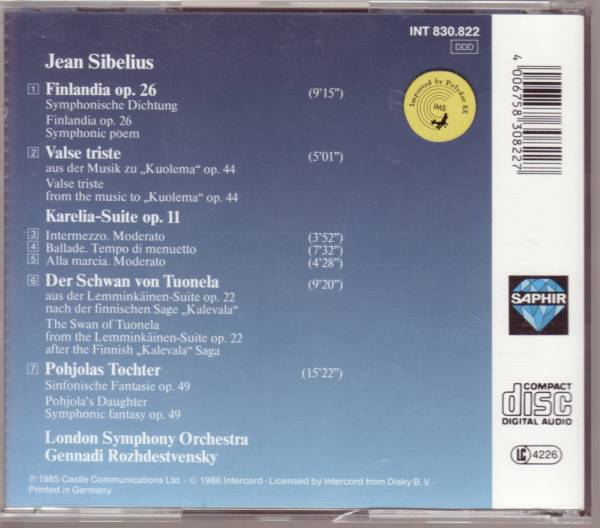 INT 830.822
DDD
Jean Sibelius
1 Finlandia op. 26 (9'15”)
Symphonische Dichtung
Finlandia op. 26
Symphonic poem
2 Valse triste (5'01”)
aus der Musik zu „Kuolema” op. 44
Valse triste
from the music to „Kuolema” op. 44
Karelia-Suite op. 11
3 Intermezzo. Moderato (3'52”)
4 Ballade. Tempo di menuetto (7'32”)
5 Alla marcia. Moderato (4'28”)
6 Der Schwan von Tuonela (9'20”)
aus der Lemminkäinen-Suite op. 22
nach der finnischen Sage „Kalevala”
The Swan of Tuonela
from the Lemminkäinen-Suite op. 22
after the Finnish „Kalevala” Saga
7 Pohjolas Tochter (15'22”)
Sinfonische Fantasie op. 49
Pohjola's Daughter
Symphonic fantasy op. 49
London Symphony Orchestra
Gennadi Rozhdestvensky
℗ 1985 Castle Communications Ltd. · © 1986 Intercord · Licensed by Intercord from Disky B. V. ·
Printed in Germany
Imported by Polydor KK
IMS
4 006758 308227
SAPHIR
COMPACT
disc
DIGITAL AUDIO
LC 4226